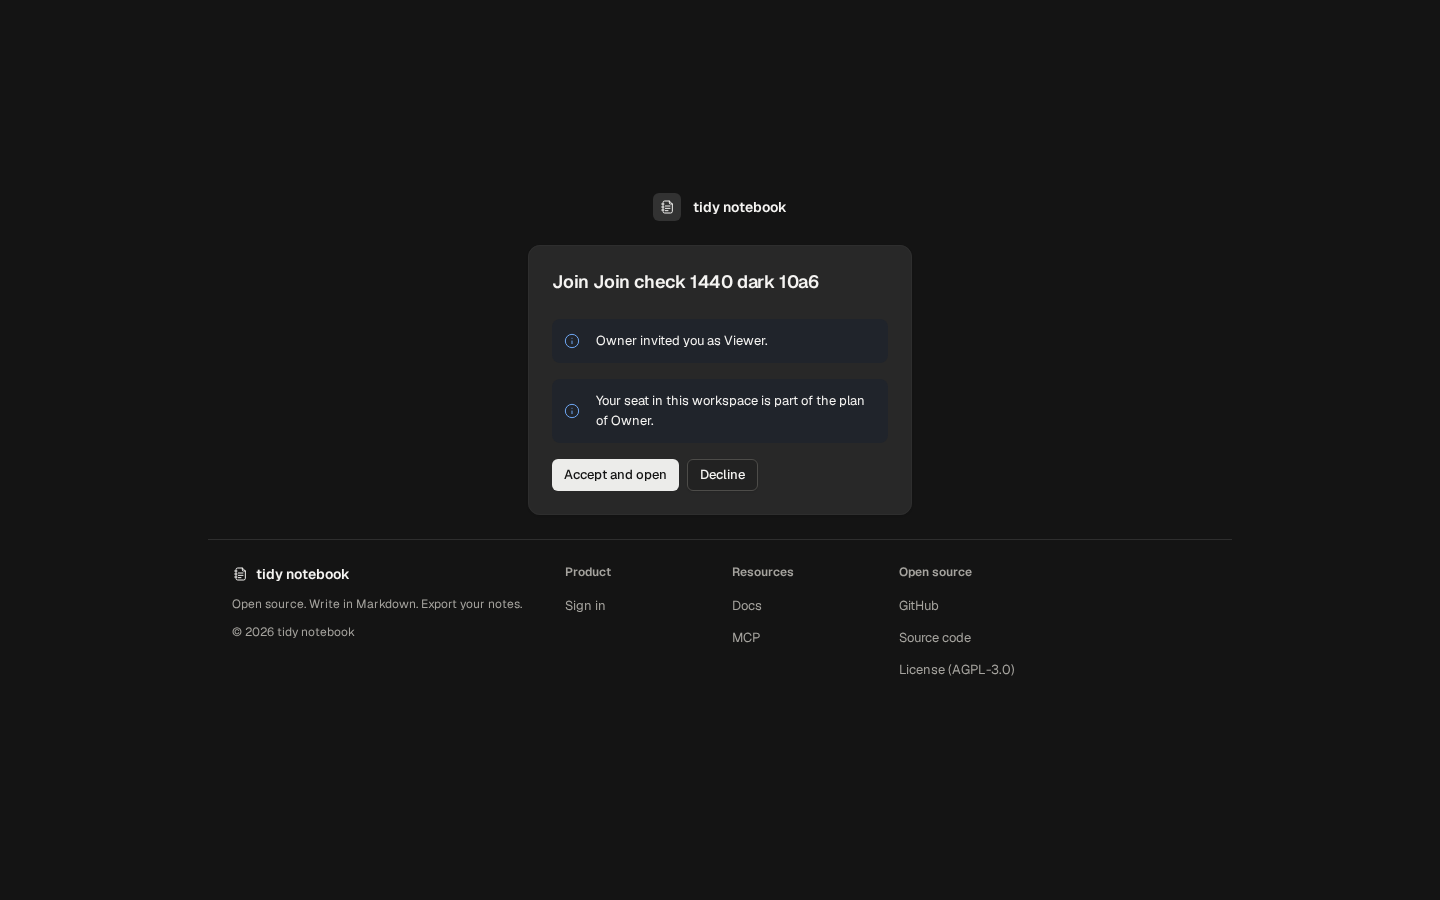 tidy notebook
Join Join check 1440 dark 10a6
Owner invited you as Viewer.
Your seat in this workspace is part of the plan
of Owner.
Accept and open
Decline
tidy notebook
Open source. Write in Markdown. Export your notes.
© 2026 tidy notebook
Product
Sign in
Resources
Docs
MCP
Open source
GitHub
Source code
License (AGPL-3.0)